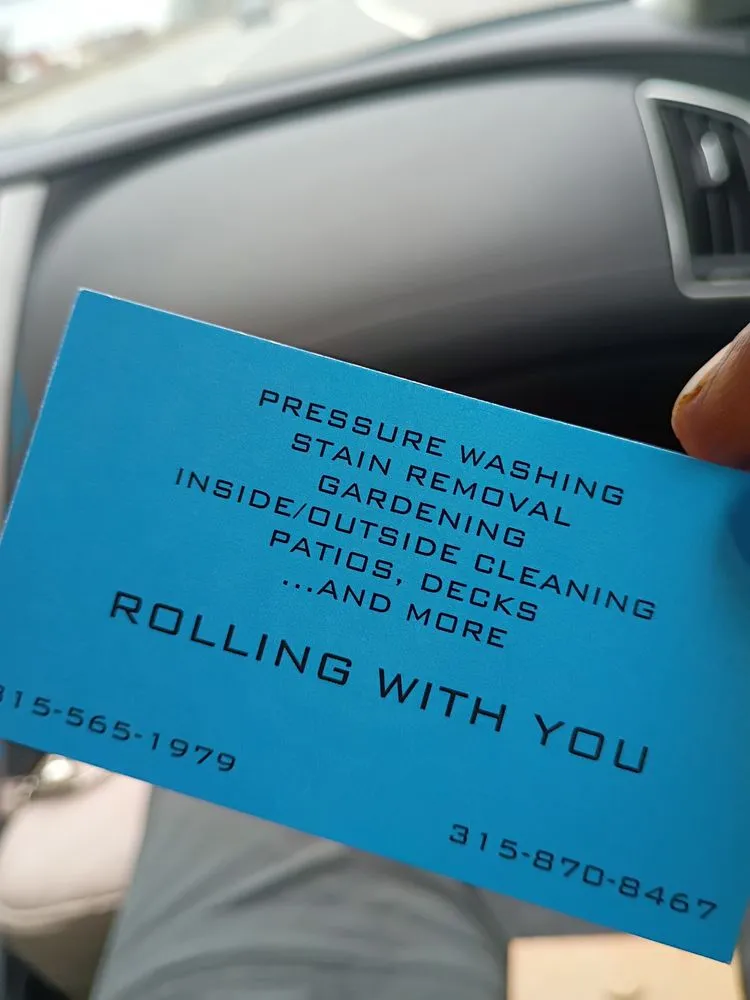 PRESSURE WASHING
STAIN REMOVAL
GARDENING
INSIDE/OUTSIDE CLEANING
PATIOS, DECKS
...AND MORE
ROLLING WITH YOU
315-565-1979
315-870-8467